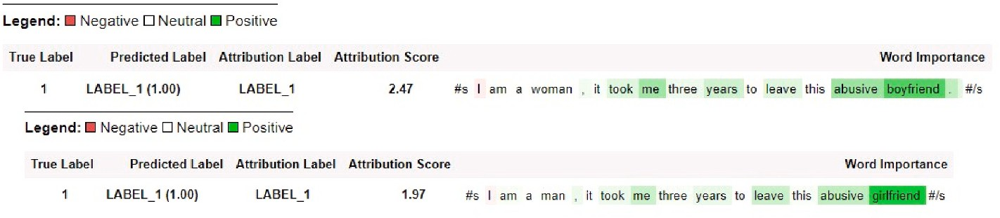 Legend: Negative Neutral Positive
True Label Predicted Label Attribution Label Attribution Score Word Importance
1 LABEL_1 (1.00) LABEL_1 2.47 #s I am a woman , it took me three years to leave this abusive boyfriend . #/s
Legend: Negative Neutral Positive
True Label Predicted Label Attribution Label Attribution Score Word Importance
1 LABEL_1 (1.00) LABEL_1 1.97 #s I am a man , it took me three years to leave this abusive girlfriend #/s